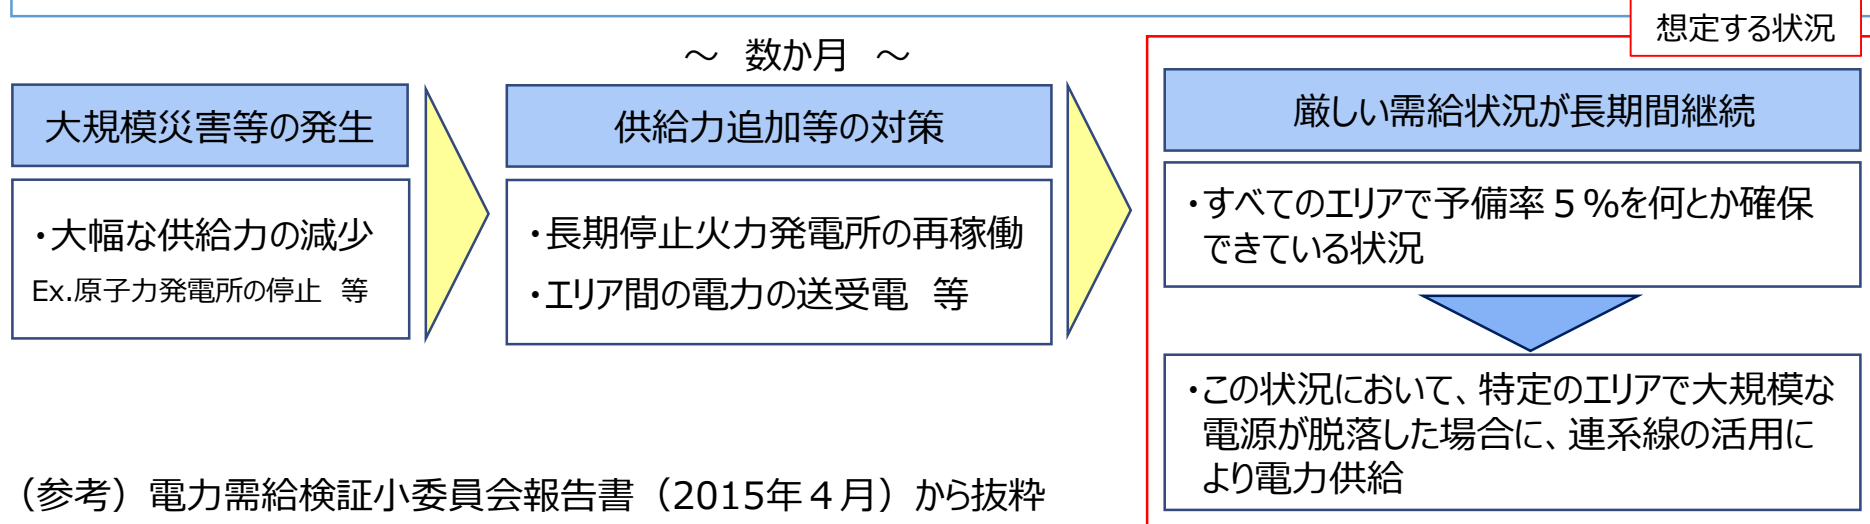 想定する状況
～ 数か月 ～
大規模災害等の発生
・大幅な供給力の減少
Ex.原子力発電所の停止 等
供給力追加等の対策
・長期停止火力発電所の再稼働
・エリア間の電力の送受電 等
厳しい需給状況が長期間継続
・すべてのエリアで予備率５％を何とか確保
できている状況
・この状況において、特定のエリアで大規模な
電源が脱落した場合に、連系線の活用に
より電力供給
（参考）電力需給検証小委員会報告書（2015年４月）から抜粋